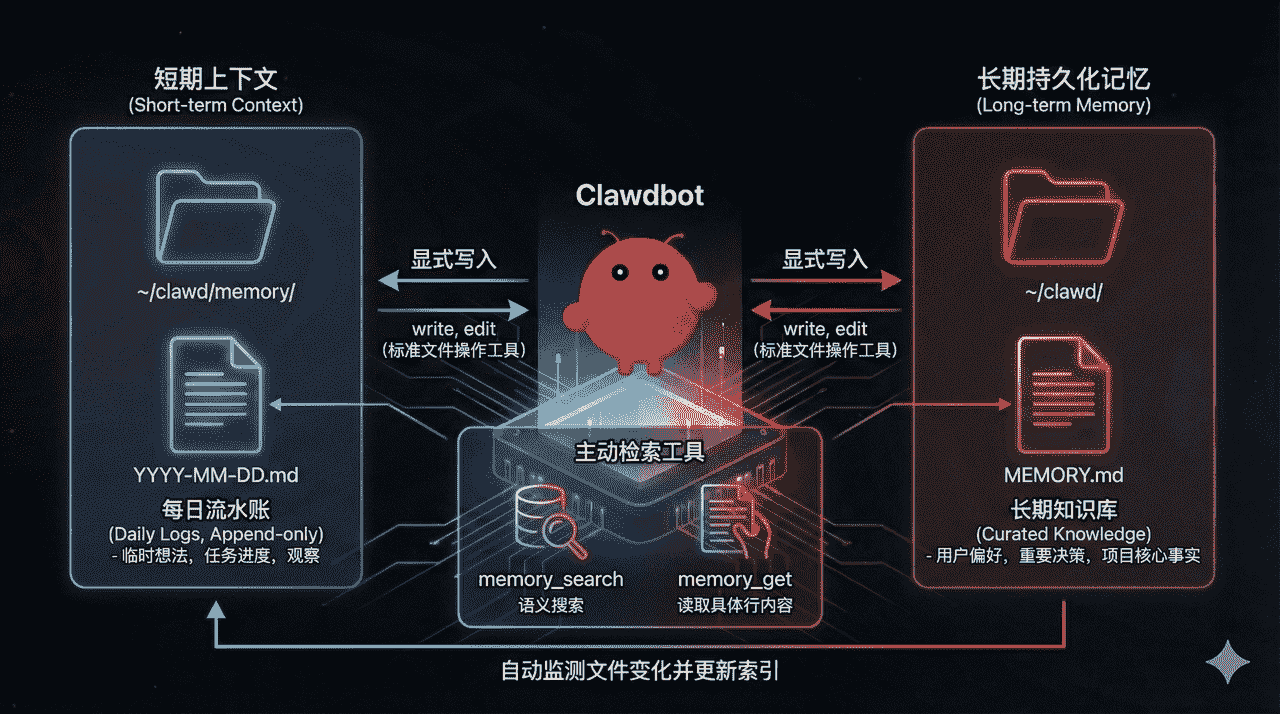 短期上下文
(Short-term Context)
~/clawd/memory/
YYYY-MM-DD.md
每日流水账
(Daily Logs, Append-only)
- 临时想法，任务进度，观察
显式写入
write, edit
(标准文件操作工具)
Clawdbot
主动检索工具
memory_search
语义搜索
memory_get
读取具体行内容
显式写入
write, edit
(标准文件操作工具)
长期持久化记忆
(Long-term Memory)
~/clawd/
MEMORY.md
长期知识库
(Curated Knowledge)
- 用户偏好，重要决策，项目核心事实
自动监测文件变化并更新索引